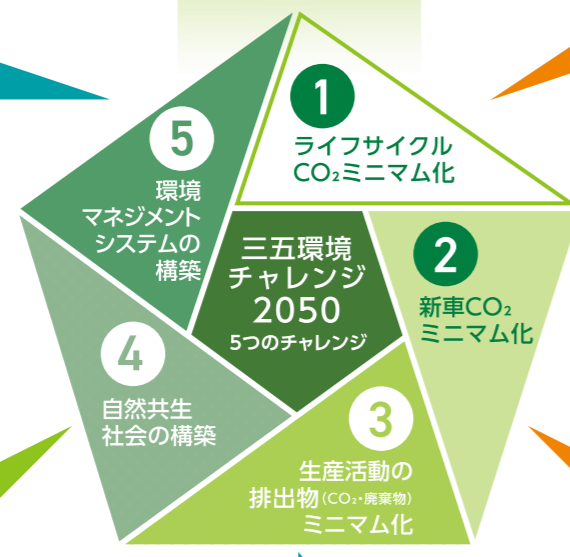 三五環境
チャレンジ
2050
5つのチャレンジ
1
ライフサイクル
CO₂ミニマム化
2
新車CO₂
ミニマム化
3
生産活動の
排出物(CO₂・廃棄物)
ミニマム化
4
自然共生
社会の構築
5
環境
マネジメント
システムの
構築